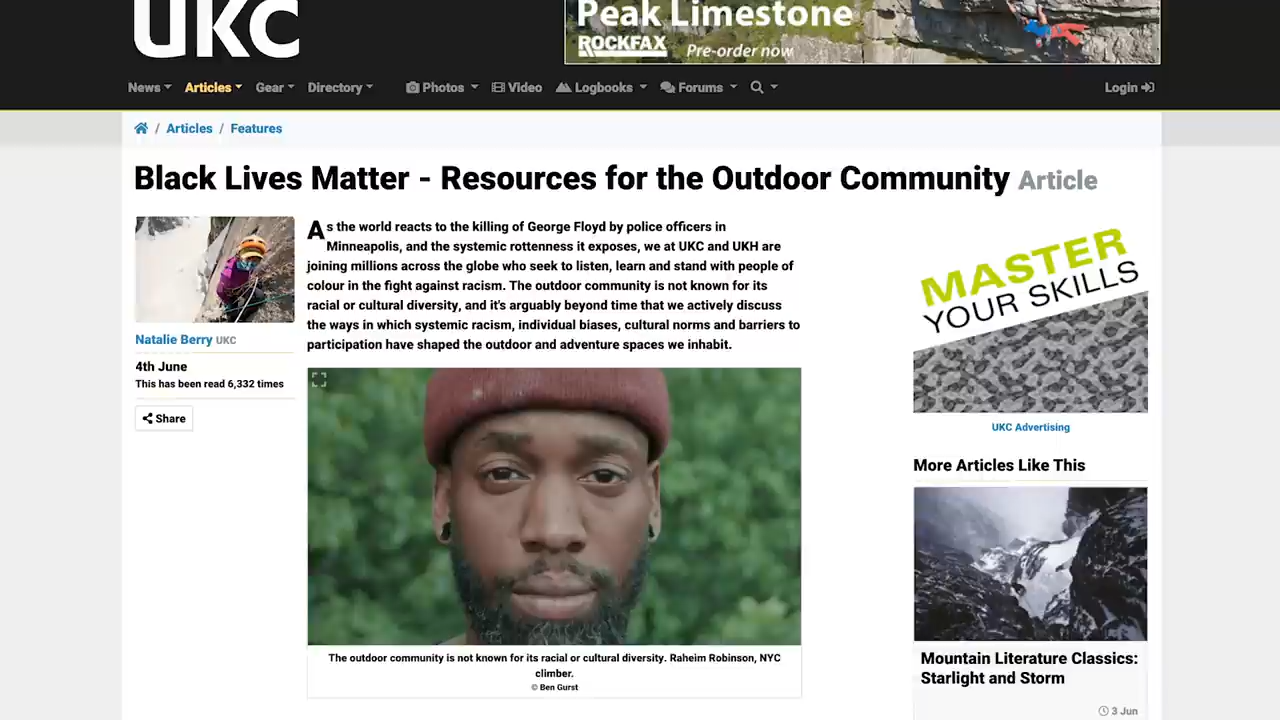 UKC
Peak Limestone
ROCKFAX Pre-order now
News Articles Gear Directory Photos Video Logbooks Forums Login
/ Articles / Features
Black Lives Matter - Resources for the Outdoor Community Article
Natalie Berry UKC
4th June
This has been read 6,332 times
Share
As the world reacts to the killing of George Floyd by police officers in
Minneapolis, and the systemic rottenness it exposes, we at UKC and UKH are
joining millions across the globe who seek to listen, learn and stand with people of
colour in the fight against racism. The outdoor community is not known for its
racial or cultural diversity, and it's arguably beyond time that we actively discuss
the ways in which systemic racism, individual biases, cultural norms and barriers to
participation have shaped the outdoor and adventure spaces we inhabit.
The outdoor community is not known for its racial or cultural diversity. Raheim Robinson, NYC
climber.
© Ben Gurst
MASTER
YOUR SKILLS
UKC Advertising
More Articles Like This
Mountain Literature Classics:
Starlight and Storm
3 Jun